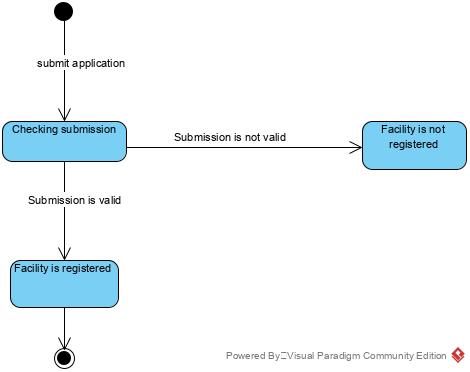 submit application
Checking submission
Submission is not valid
Facility is not
registered
Submission is valid
Facility is registered
Powered By Visual Paradigm Community Edition